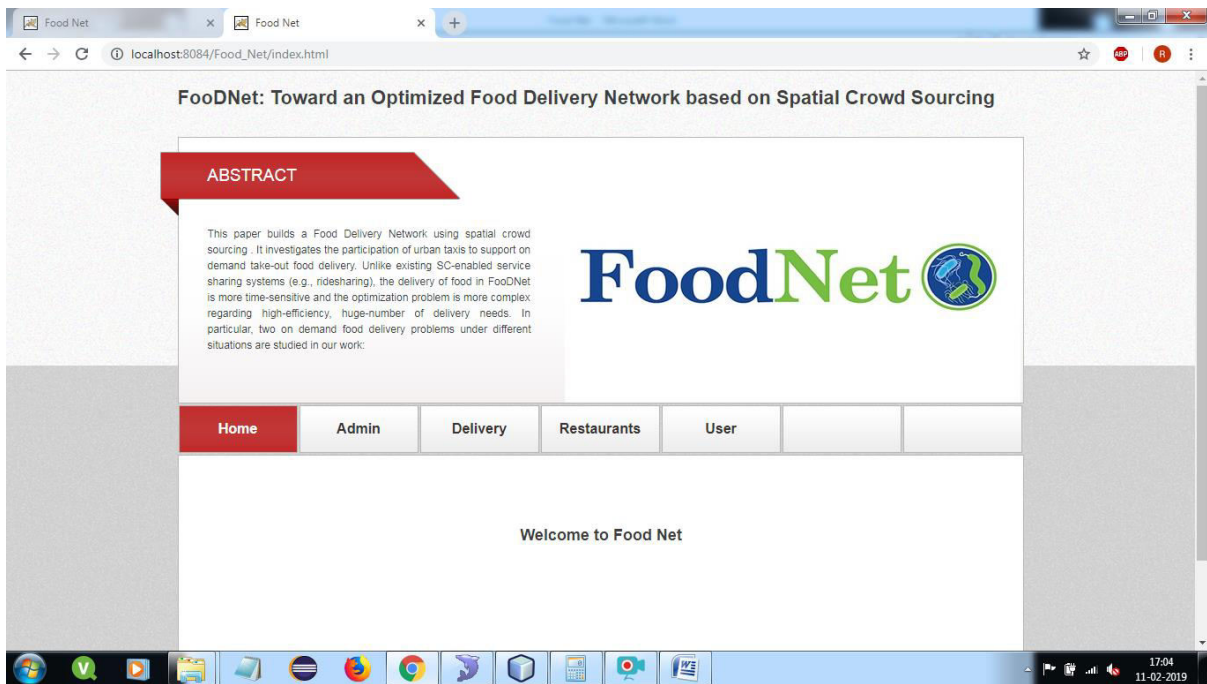 Food Net
Food Net
localhost:8084/Food_Net/index.html
ABP
R
FooDNet: Toward an Optimized Food Delivery Network based on Spatial Crowd Sourcing
ABSTRACT
This paper builds a Food Delivery Network using spatial crowd
sourcing . It investigates the participation of urban taxis to support on
demand take-out food delivery. Unlike existing SC-enabled service
sharing systems (e.g., ridesharing), the delivery of food in FooDNet
is more time-sensitive and the optimization problem is more complex
regarding high-efficiency, huge-number of delivery needs. In
particular, two on demand food delivery problems under different
situations are studied in our work:
FoodNet
Home Admin Delivery Restaurants User
Welcome to Food Net
17:04
11-02-2019